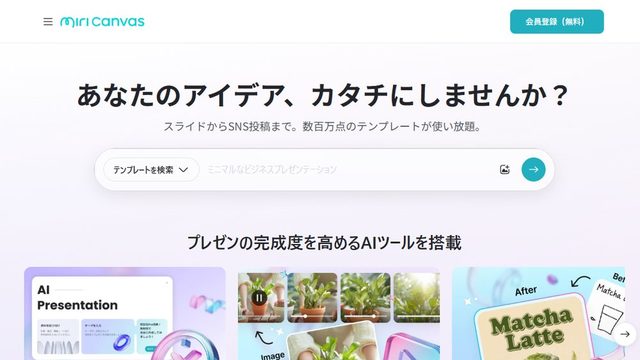 miri canvas
会員登録（無料）
あなたのアイデア、カタチにしませんか？
スライドからSNS投稿まで。数百万点のテンプレートが使い放題。
テンプレートを検索
ミニマルなビジネスプレゼンテーション
プレゼンの完成度を高めるAIツールを搭載
AI
Presentation
Image
After
Matcha
Latte